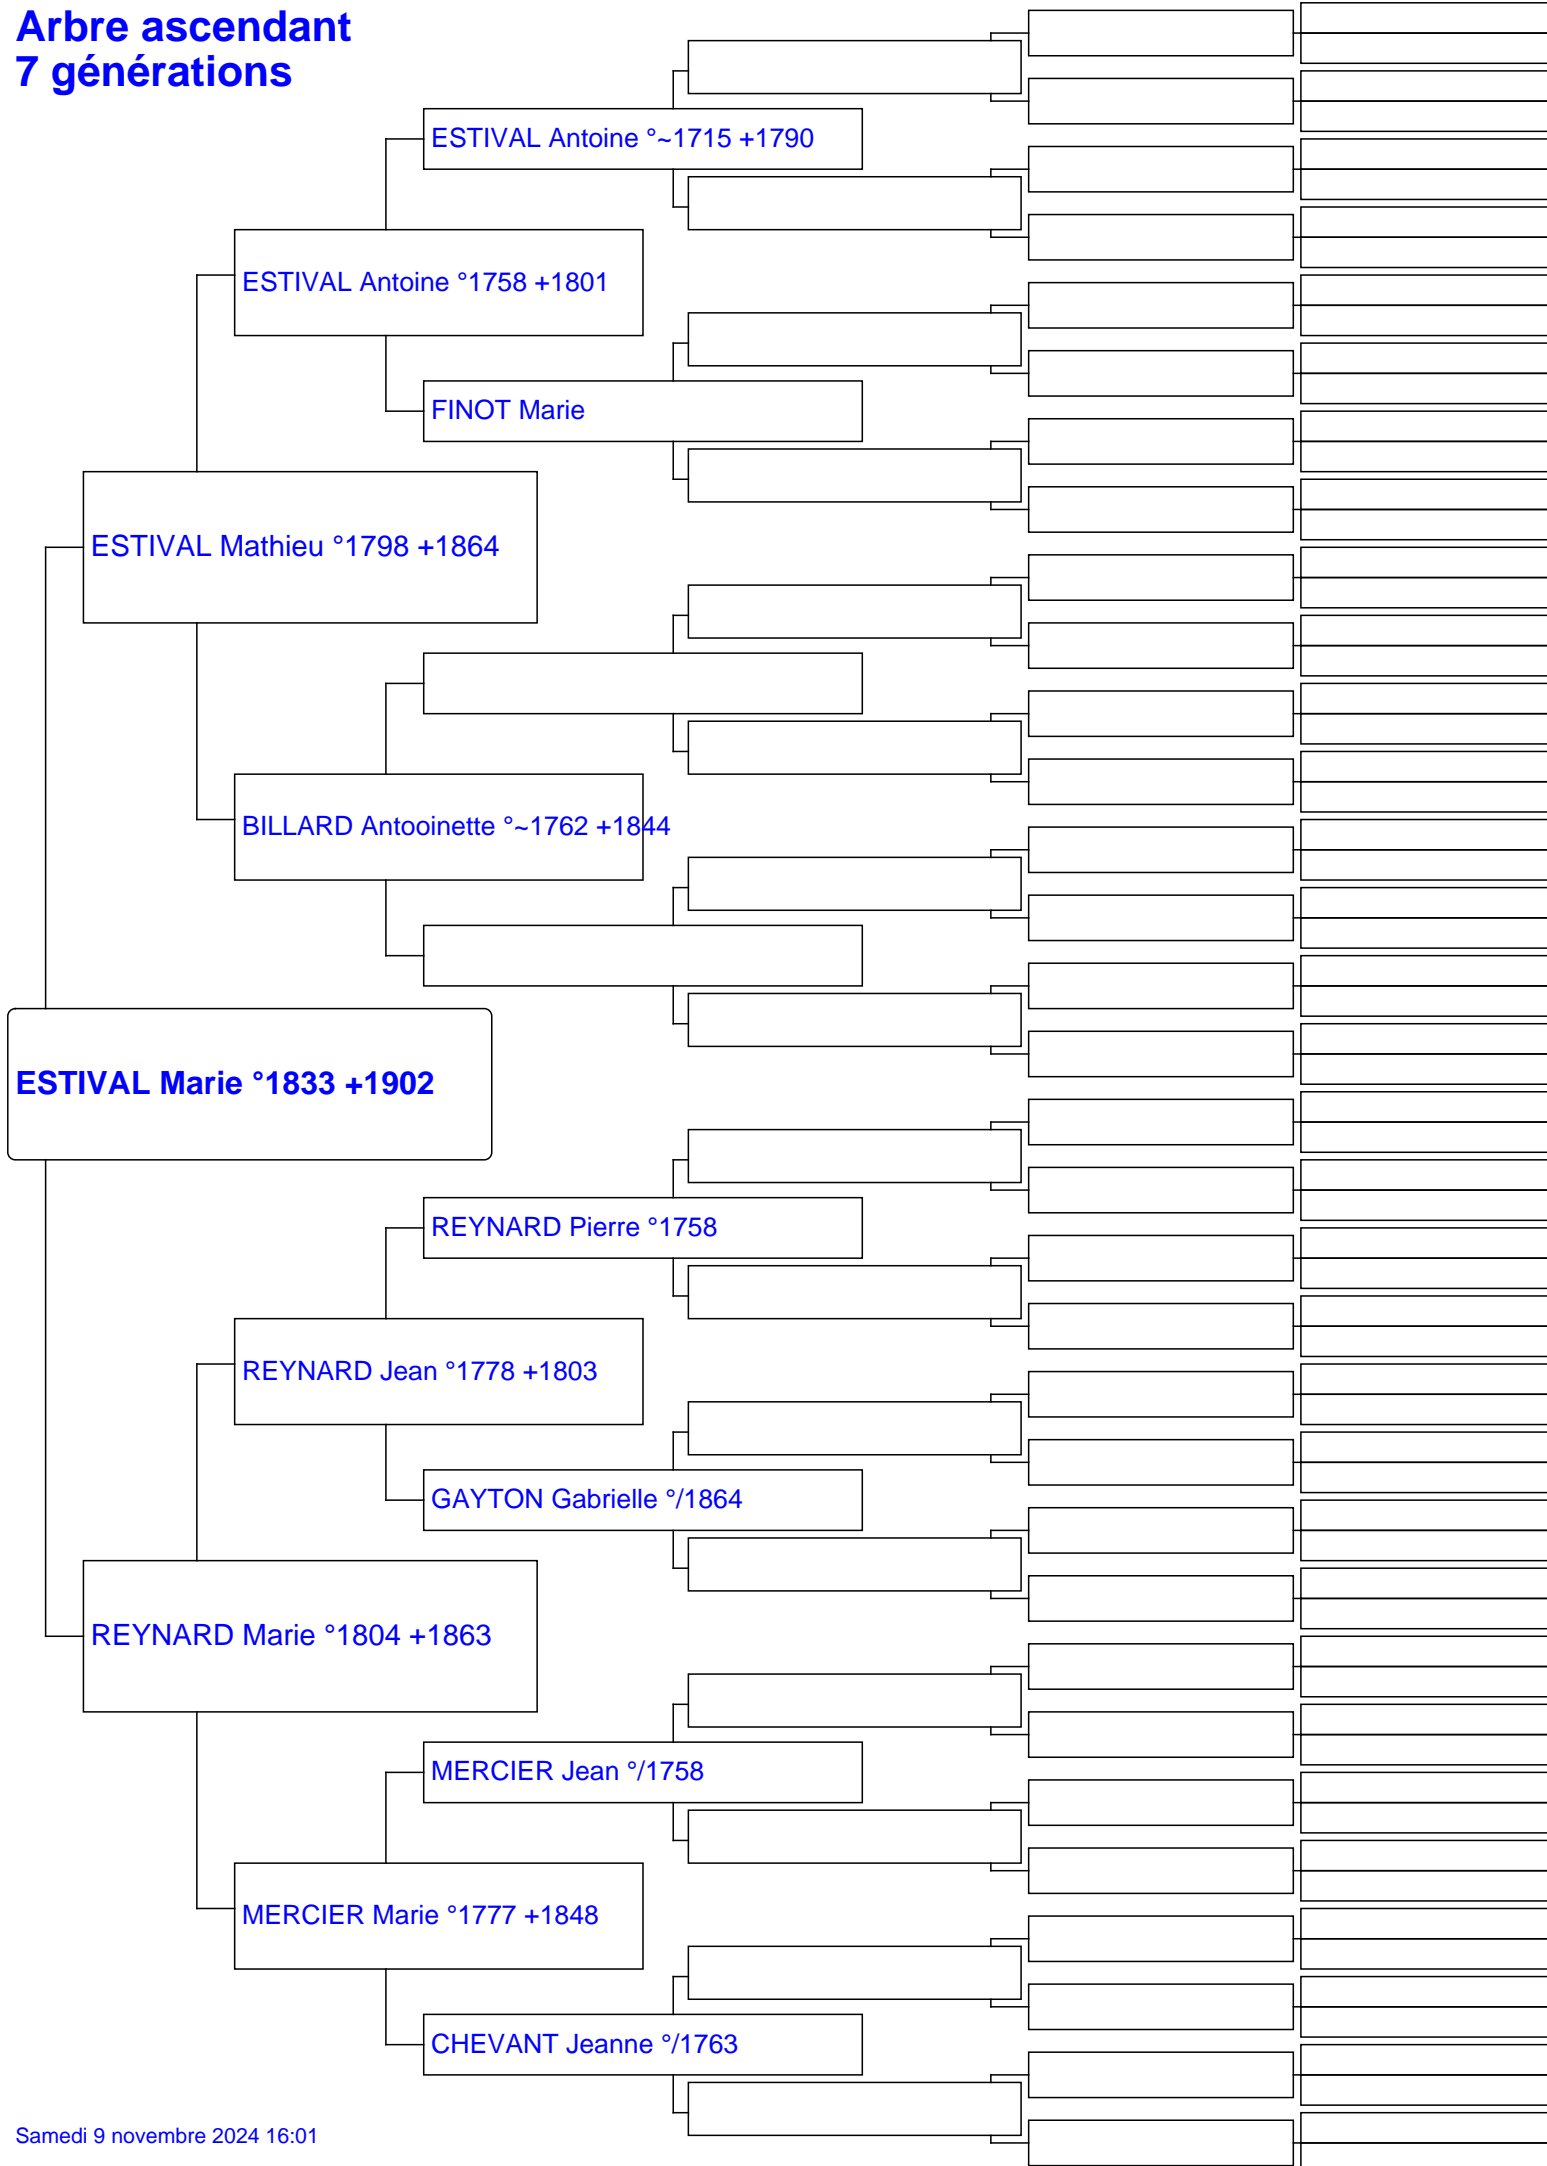 Arbre ascendant
7 générations
ESTIVAL Antoine °~1715 +1790
ESTIVAL Antoine °1758 +1801
FINOT Marie
ESTIVAL Mathieu °1798 +1864
BILLARD Antooinette °~1762 +1844
ESTIVAL Marie °1833 +1902
REYNARD Pierre °1758
REYNARD Jean °1778 +1803
GAYTON Gabrielle °/1864
REYNARD Marie °1804 +1863
MERCIER Jean °/1758
MERCIER Marie °1777 +1848
CHEVANT Jeanne °/1763
Samedi 9 novembre 2024 16:01